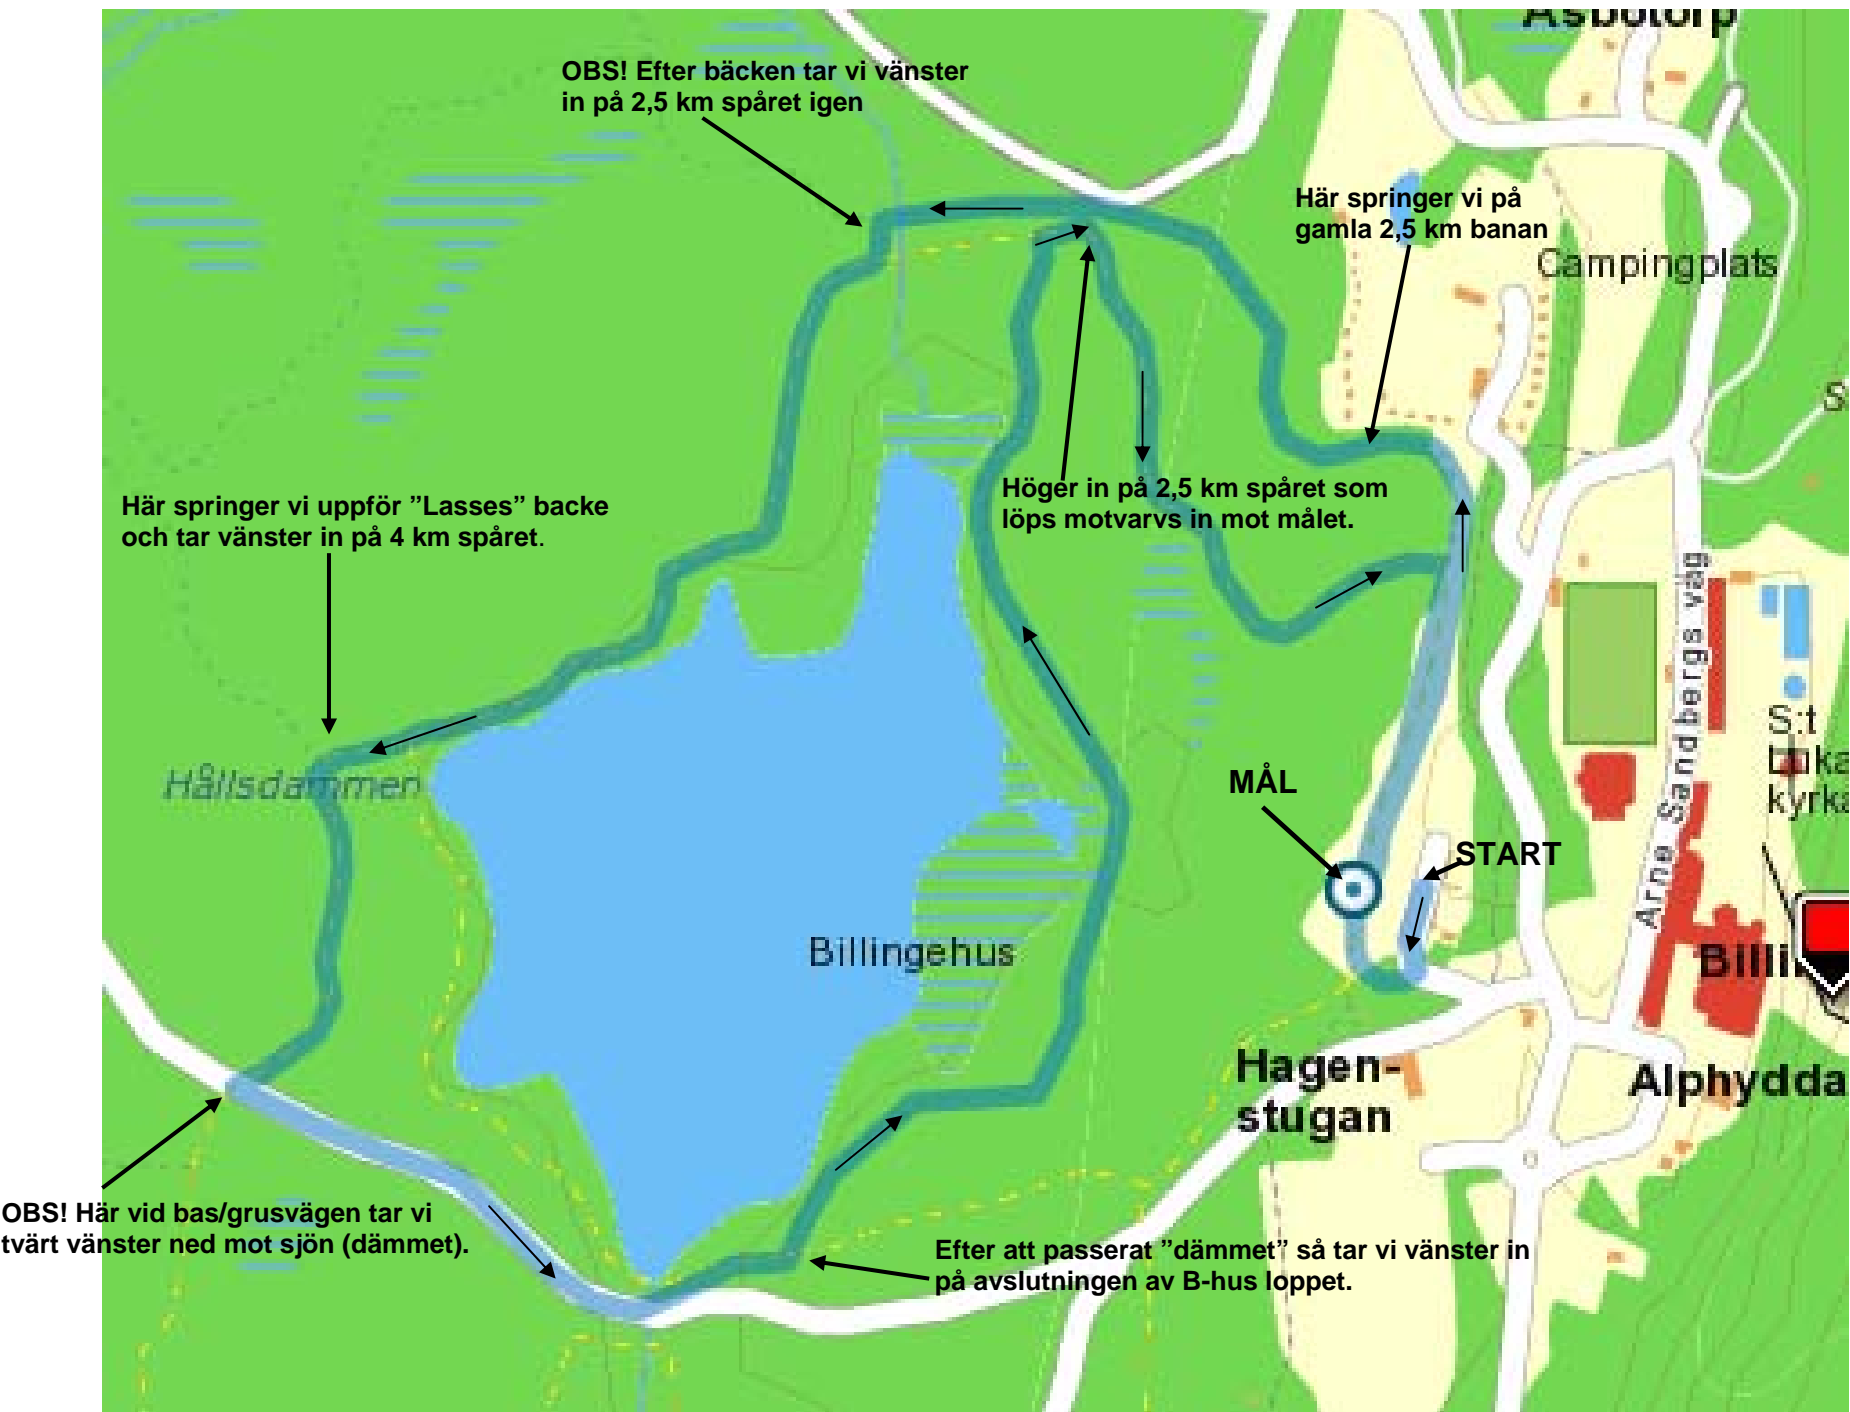 Åsbotorp
OBS! Efter bäcken tar vi vänster
in på 2,5 km spåret igen
Här springer vi på
gamla 2,5 km banan
Campingplats
Här springer vi uppför ”Lasses” backe
och tar vänster in på 4 km spåret.
Höger in på 2,5 km spåret som
löps motvarvs in mot målet.
Arne Sandbergs väg
S:t
kyrka
Hållsdammen
MÅL
START
Billingehus
Hagen-
stugan
Alphydda
OBS! Här vid bas/grusvägen tar vi
tvärt vänster ned mot sjön (dämmet).
Efter att passerat ”dämmet” så tar vi vänster in
på avslutningen av B-hus loppet.